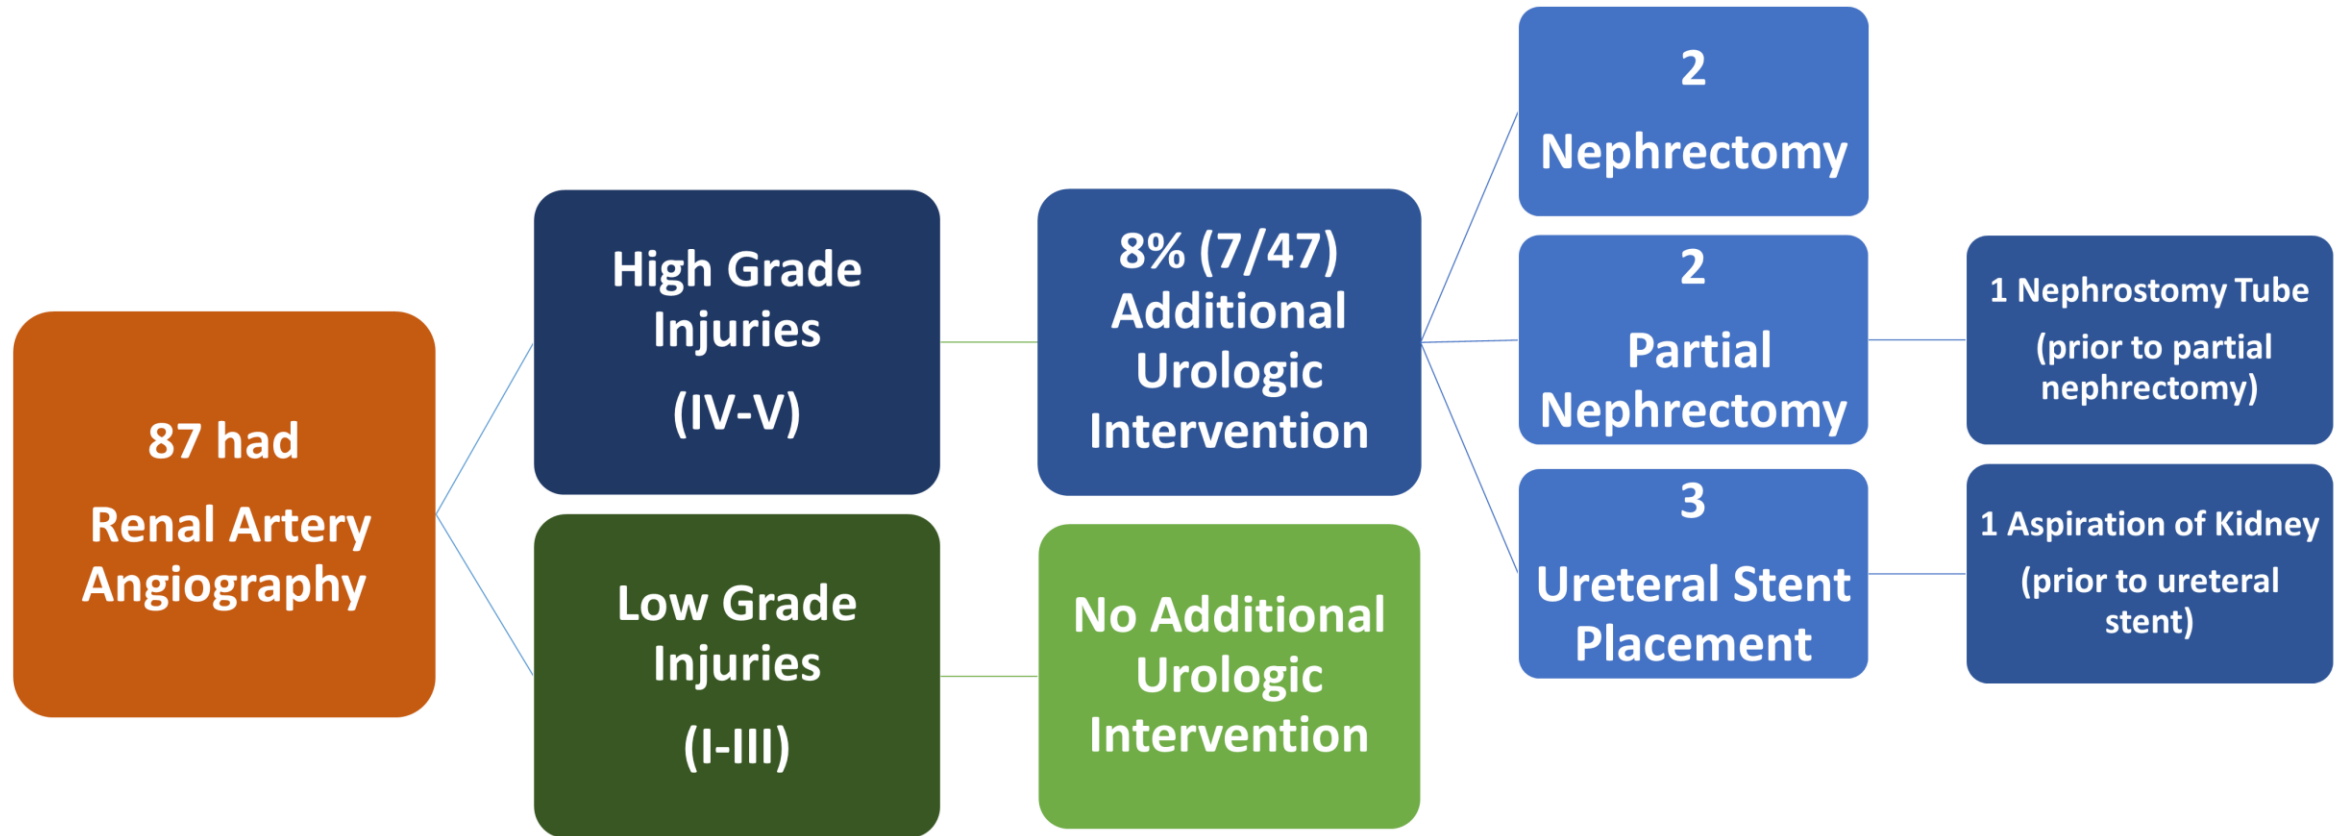 87 had
Renal Artery
Angiography
High Grade
Injuries
(IV-V)
Low Grade
Injuries
(I-III)
8% (7/47)
Additional
Urologic
Intervention
No Additional
Urologic
Intervention
2
Nephrectomy
2
Partial
Nephrectomy
3
Ureteral Stent
Placement
1 Nephrostomy Tube
(prior to partial
nephrectomy)
1 Aspiration of Kidney
(prior to ureteral
stent)